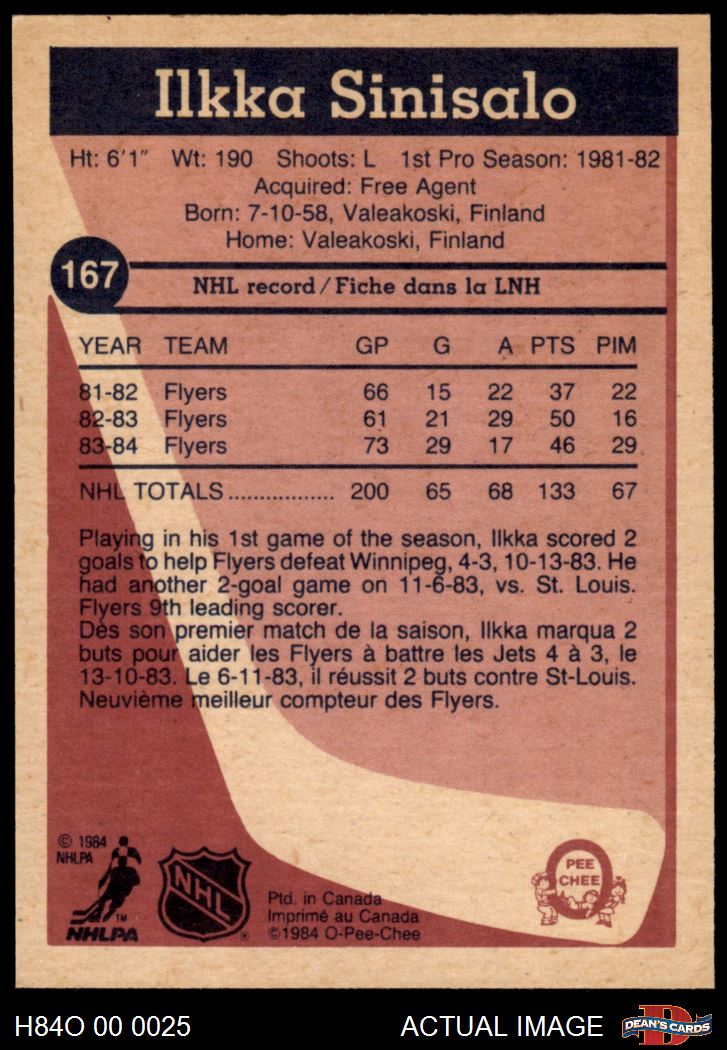 Ilkka Sinisalo
Ht: 6'1" Wt: 190 Shoots: L 1st Pro Season: 1981-82
Acquired: Free Agent
Born: 7-10-58, Valeakoski, Finland
Home: Valeakoski, Finland
167
NHL record/Fiche dans la LNH
YEAR TEAM GP G A PTS PIM
81-82 Flyers 66 15 22 37 22
82-83 Flyers 61 21 29 50 16
83-84 Flyers 73 29 17 46 29
NHL TOTALS................. 200 65 68 133 67
Playing in his 1st game of the season, Ilkka scored 2
goals to help Flyers defeat Winnipeg, 4-3, 10-13-83. He
had another 2-goal game on 11-6-83, vs. St. Louis.
Flyers 9th leading scorer.
Dès son premier match de la saison, Ilkka marqua 2
buts pour aider les Flyers à battre les Jets 4 à 3, le
13-10-83. Le 6-11-83, il réussit 2 buts contre St-Louis.
Neuvième meilleur compteur des Flyers.
© 1984
NHLPA
TM
NHLPA
NHL
®
Ptd. in Canada
Imprimé au Canada
©1984 O-Pee-Chee
O
PEE
CHEE
H84O 00 0025
ACTUAL IMAGE
D
DEAN'S CARDS